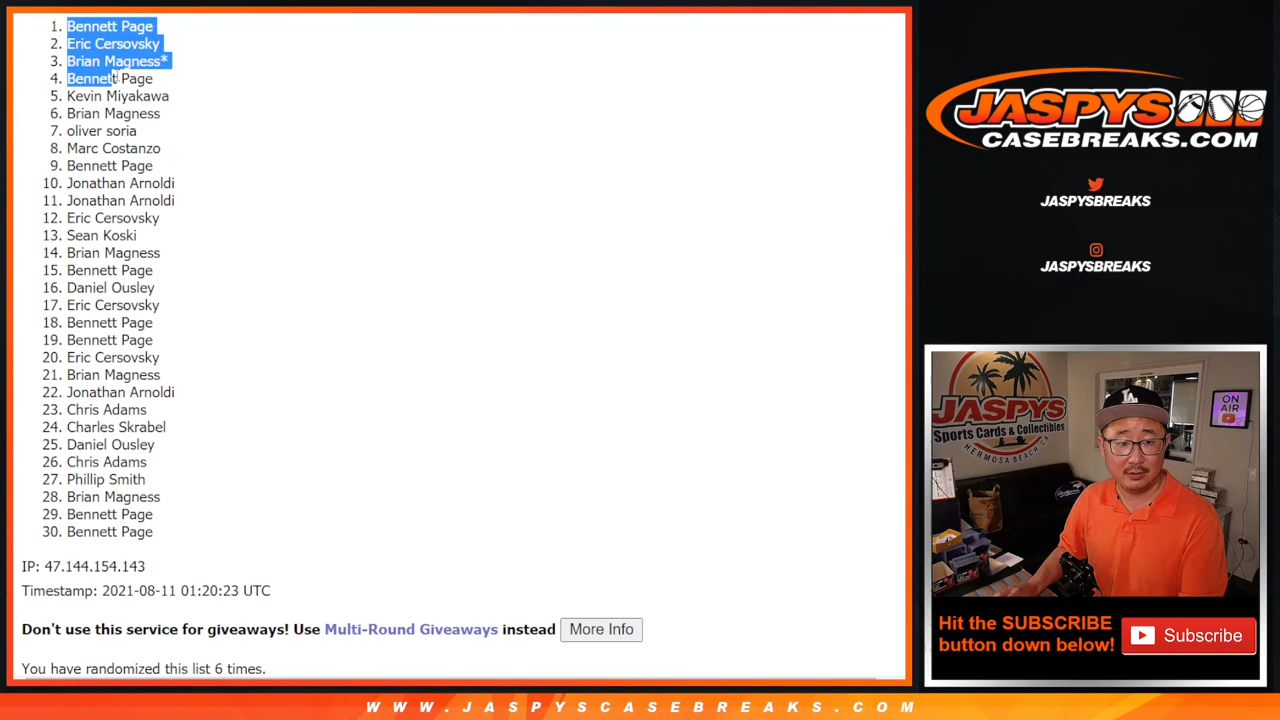 1. Bennett Page
2. Eric Cersovsky
3. Brian Magness*
4. Bennett Page
5. Kevin Miyakawa
6. Brian Magness
7. oliver soria
8. Marc Costanzo
9. Bennett Page
10. Jonathan Arnoldi
11. Jonathan Arnoldi
12. Eric Cersovsky
13. Sean Koski
14. Brian Magness
15. Bennett Page
16. Daniel Ousley
17. Eric Cersovsky
18. Bennett Page
19. Bennett Page
20. Eric Cersovsky
21. Brian Magness
22. Jonathan Arnoldi
23. Chris Adams
24. Charles Skrabel
25. Daniel Ousley
26. Chris Adams
27. Phillip Smith
28. Brian Magness
29. Bennett Page
30. Bennett Page
IP: 47.144.154.143
Timestamp: 2021-08-11 01:20:23 UTC
Don't use this service for giveaways! Use Multi-Round Giveaways instead More Info
You have randomized this list 6 times.
JASPYS
CASEBREAKS.COM
JASPYSBREAKS
JASPYSBREAKS
JASPYS
Sports Cards & Collectibles
HERMOSA BEACH CA
LA
ON
AIR
Hit the SUBSCRIBE
button down below!
Subscribe
WWW.JASPYSCASEBREAKS.COM